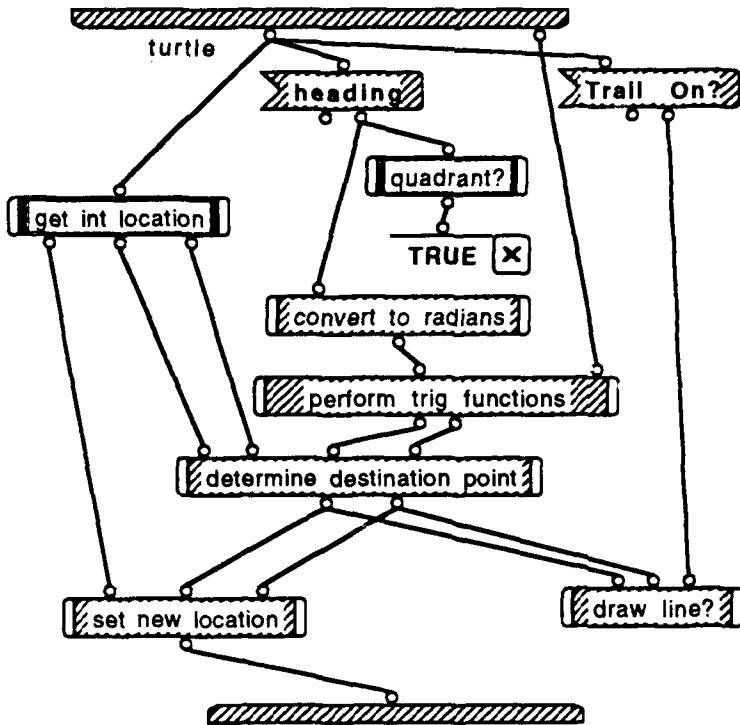 turtle
heading
Trail On?
quadrant?
get int location
TRUE
convert to radians
perform trig functions
determine destination point
set new location
draw line?